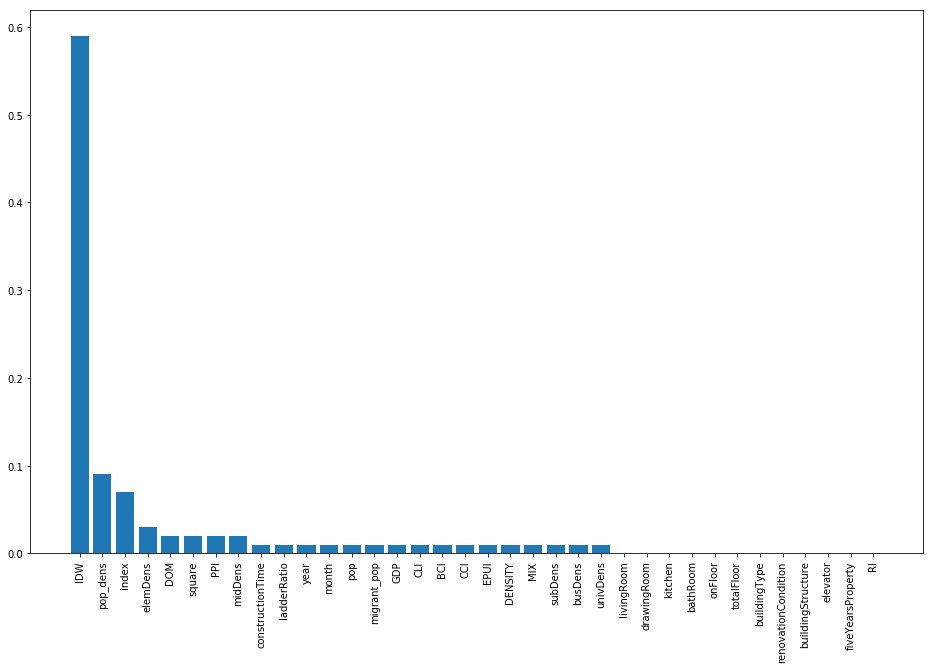 0.6
0.5
0.4
0.3
0.2
0.1
0.0
IDW
pop_dens
index
elemDens
DOM
square
PPI
midDens
constructionTime
ladderRatio
year
month
pop
migrant_pop
GDP
CLI
BCI
CCI
EPUI
DENSITY
MIX
subDens
busDens
univDens
livingRoom
drawingRoom
kitchen
bathRoom
onFloor
totalFloor
buildingType
renovationCondition
buildingStructure
elevator
fiveYearsProperty
RI